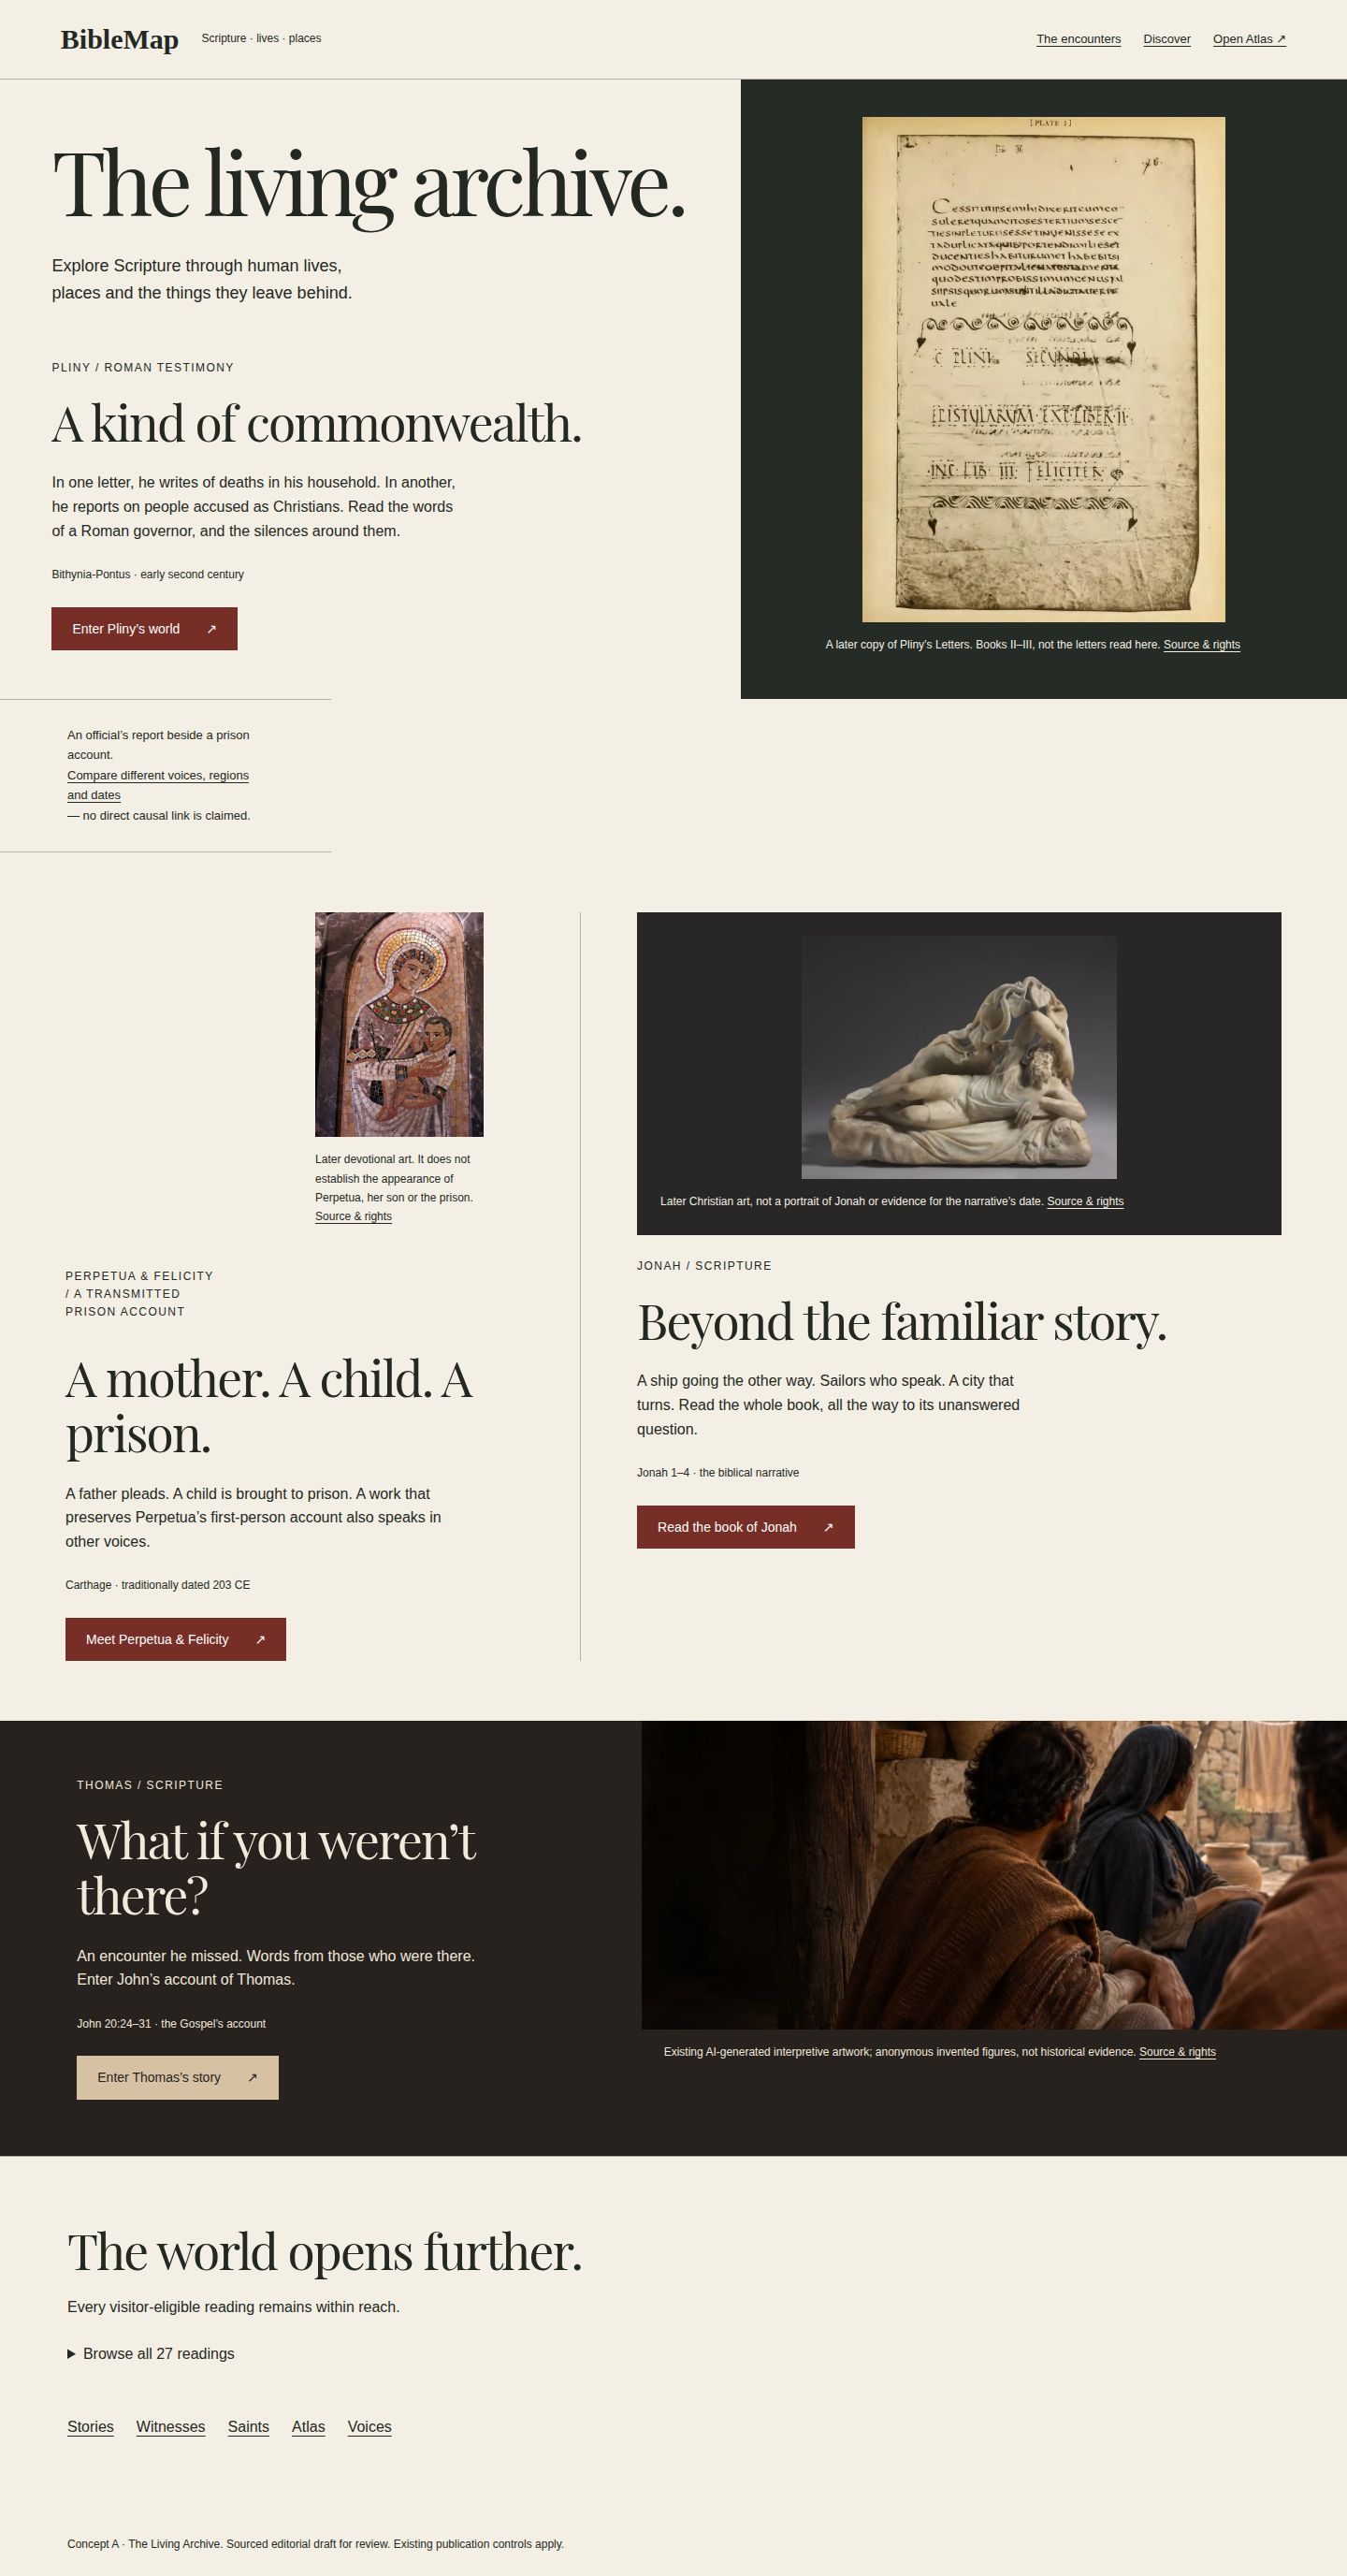 BibleMap
Scripture · lives · places
The encounters
Discover
Open Atlas ↗
The living archive.
Explore Scripture through human lives,
places and the things they leave behind.
PLINY / ROMAN TESTIMONY
A kind of commonwealth.
In one letter, he writes of deaths in his household. In another,
he reports on people accused as Christians. Read the words
of a Roman governor, and the silences around them.
Bithynia-Pontus · early second century
Enter Pliny’s world ↗
[PLATE 1]
INC · LIB · III · FELICITER
A later copy of Pliny’s Letters. Books II–III, not the letters read here. Source & rights
An official’s report beside a prison
account.
Compare different voices, regions
and dates
— no direct causal link is claimed.
Later devotional art. It does not
establish the appearance of
Perpetua, her son or the prison.
Source & rights
PERPETUA & FELICITY
/ A TRANSMITTED
PRISON ACCOUNT
A mother. A child. A
prison.
A father pleads. A child is brought to prison. A work that
preserves Perpetua’s first-person account also speaks in
other voices.
Carthage · traditionally dated 203 CE
Meet Perpetua & Felicity ↗
Later Christian art, not a portrait of Jonah or evidence for the narrative’s date. Source & rights
JONAH / SCRIPTURE
Beyond the familiar story.
A ship going the other way. Sailors who speak. A city that
turns. Read the whole book, all the way to its unanswered
question.
Jonah 1–4 · the biblical narrative
Read the book of Jonah ↗
THOMAS / SCRIPTURE
What if you weren’t
there?
An encounter he missed. Words from those who were there.
Enter John’s account of Thomas.
John 20:24–31 · the Gospel’s account
Enter Thomas’s story ↗
Existing AI-generated interpretive artwork; anonymous invented figures, not historical evidence. Source & rights
The world opens further.
Every visitor-eligible reading remains within reach.
Browse all 27 readings
Stories
Witnesses
Saints
Atlas
Voices
Concept A · The Living Archive. Sourced editorial draft for review. Existing publication controls apply.